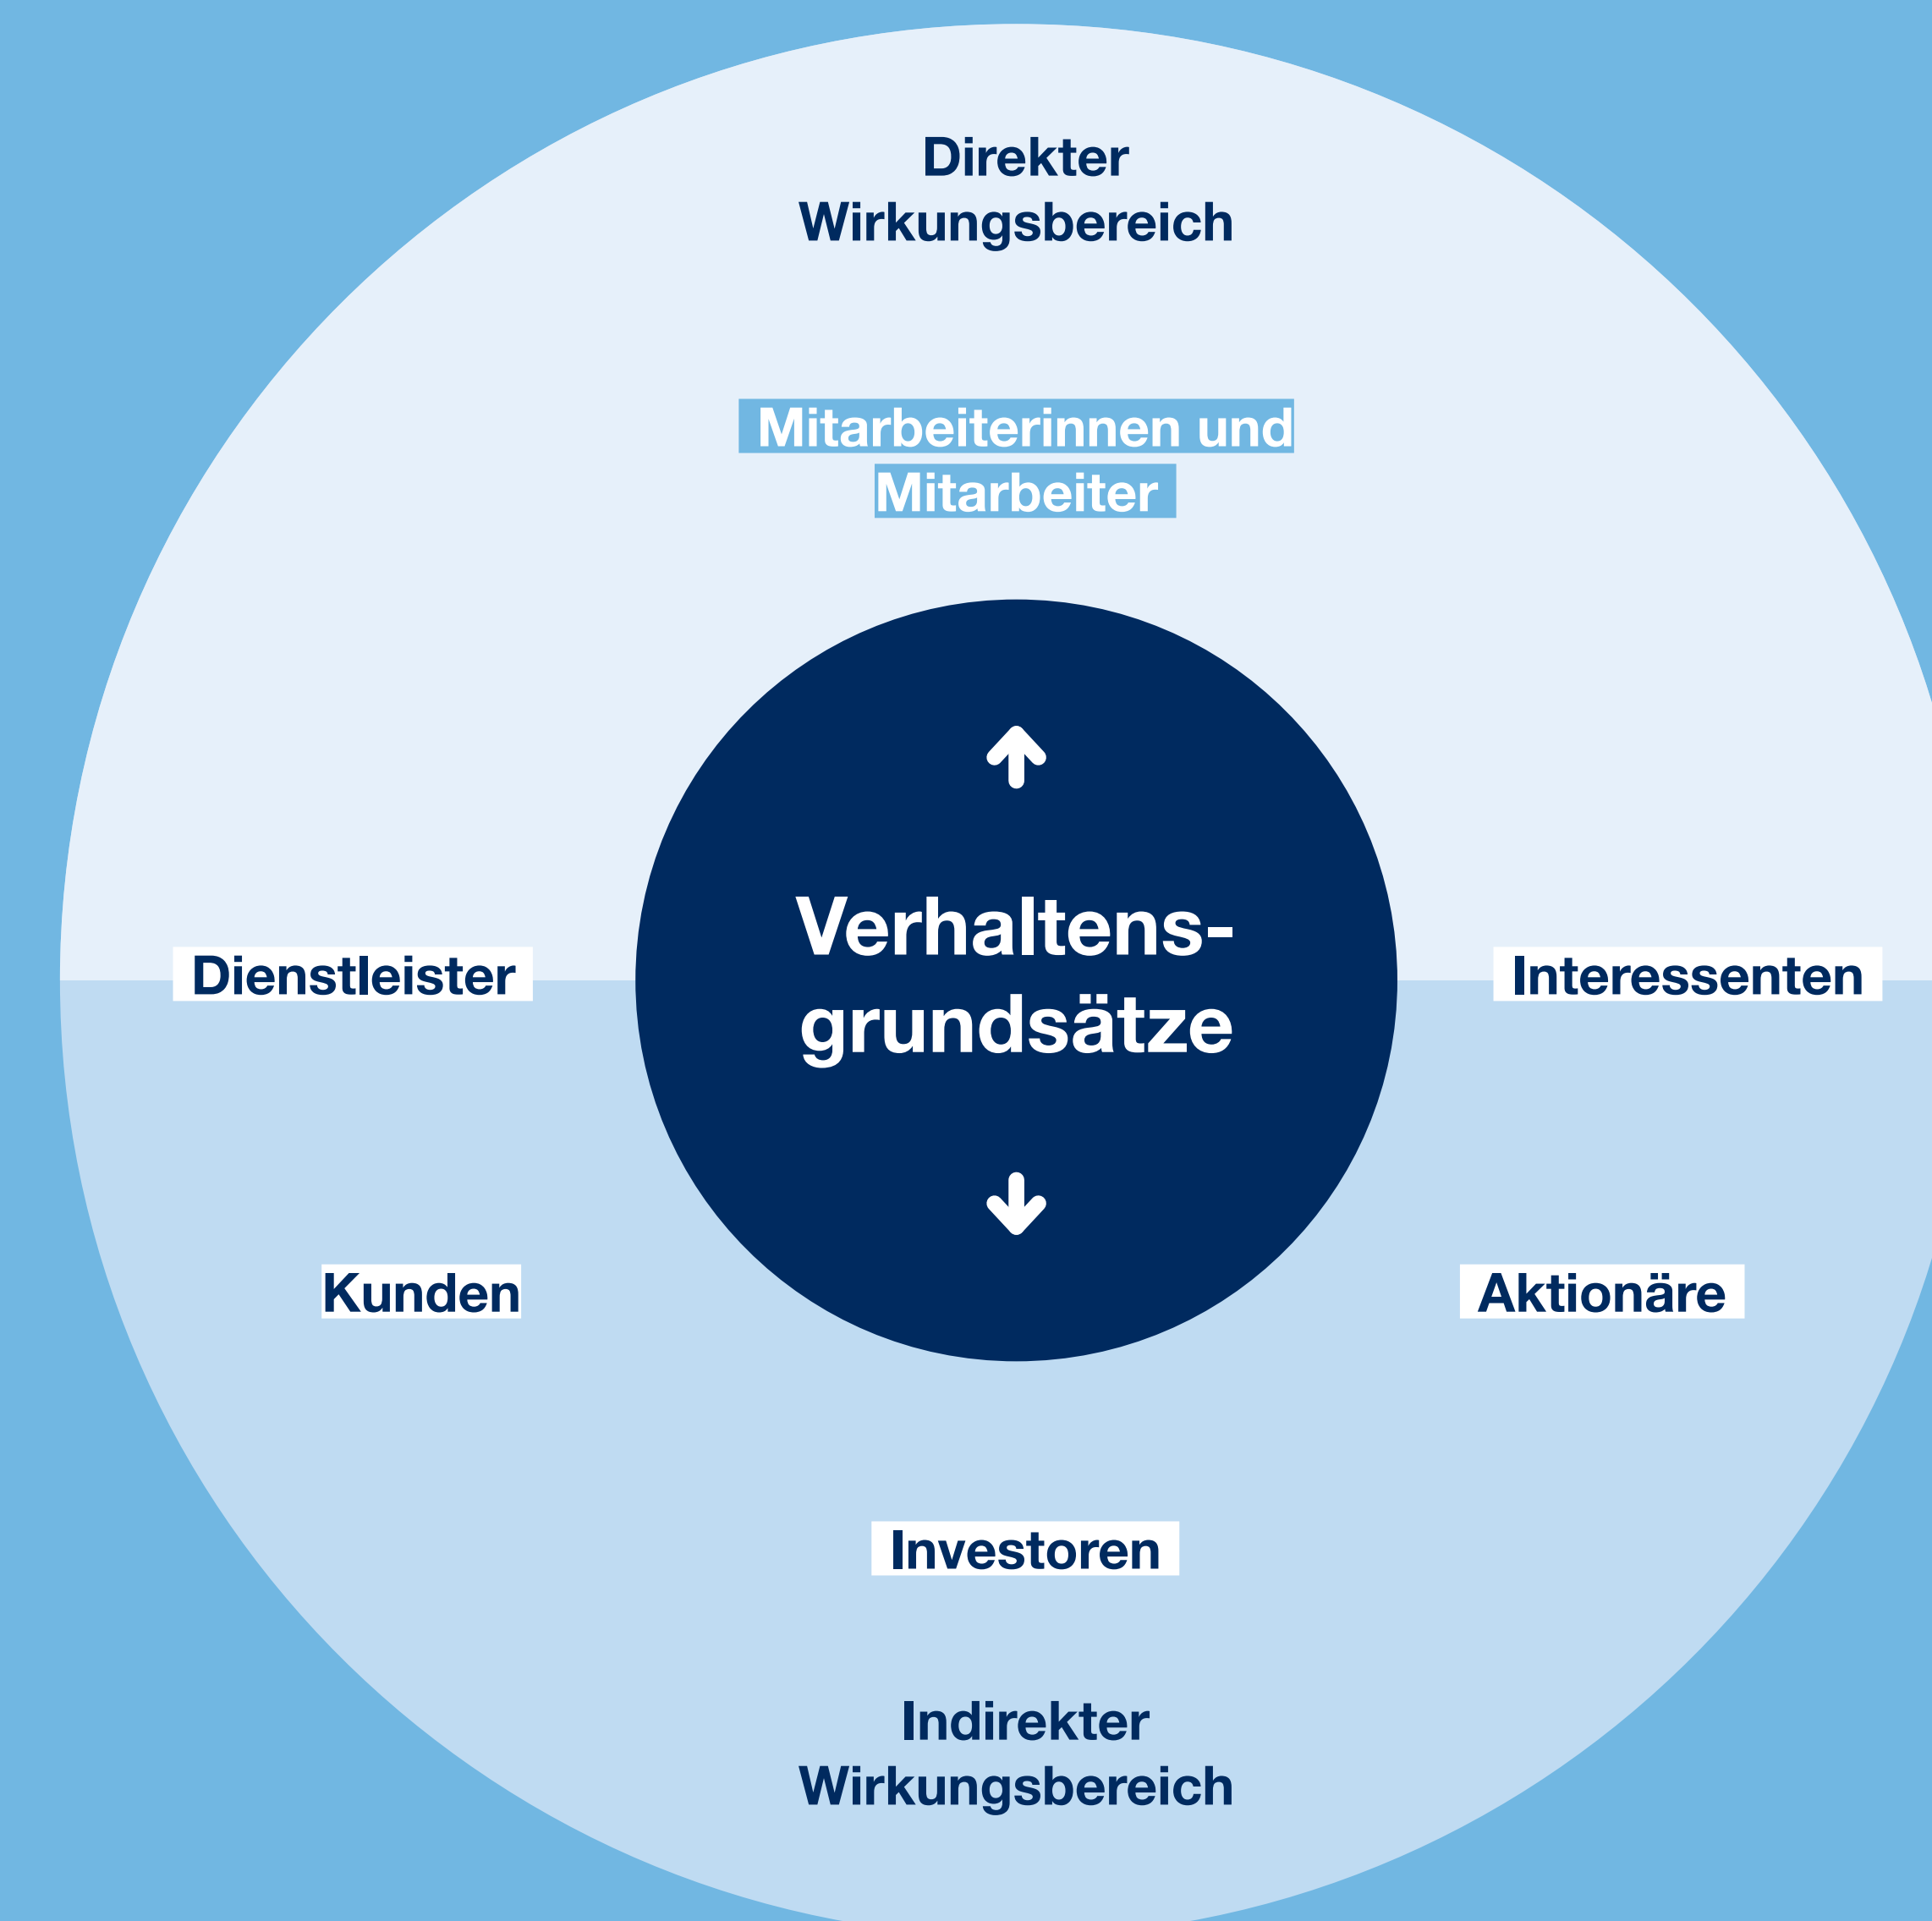 Direkter
Wirkungsbereich
Mitarbeiterinnen und
Mitarbeiter
Verhaltens-
grundsätze
Dienstleister
Interessenten
Kunden
Aktionäre
Investoren
Indirekter
Wirkungsbereich